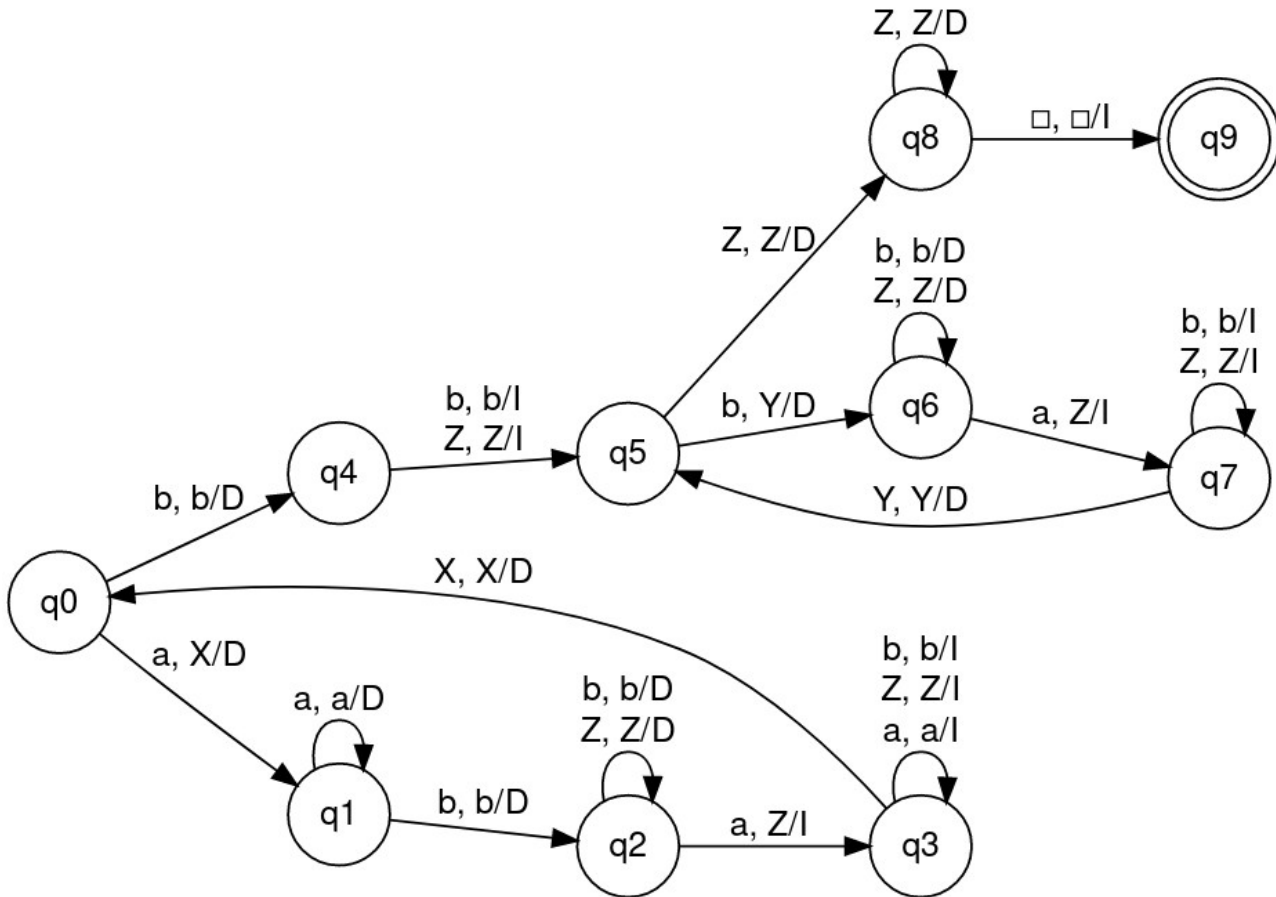 Z, Z/D
q8
□, □/I
q9
Z, Z/D
b, b/D
Z, Z/D
q6
b, b/I
Z, Z/I
q7
b, b/I
Z, Z/I
q5
b, Y/D
a, Z/I
Y, Y/D
q4
b, b/D
q0
X, X/D
a, X/D
a, a/D
q1
b, b/D
b, b/D
Z, Z/D
q2
a, Z/I
b, b/I
Z, Z/I
a, a/I
q3